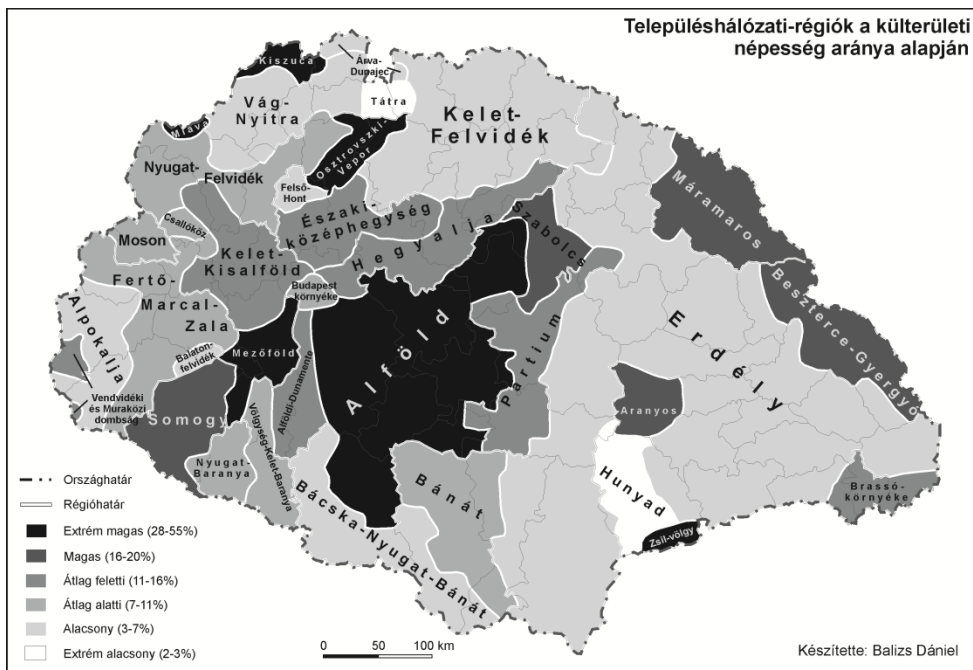 Településhálózati-régiók a külterületi
népesség aránya alapján
Kiszuca
Árva-
Dunajec
Tátra
Vág-
Nyitra
Kelet-
Felvidék
Miava
Osztrovszki-
Vepor
Nyugat-
Felvidék
Felső-
Hont
Máramaros
Északi-
középhegység
Szabolcs
Csallóköz
Moson
Hegyalja
Kelet-
Kisalföld
Fertő-
Marcal-
Zala
Budapest
környéke
Beszterce-Gyergyó
Alpokalja
Balaton-
felvidék
Mezőföld
Alföld
Partium
Erdély
Alföldi-Dunamente
Vendvidéki
és Muraközi
dombság
Somogy
Aranyos
Völgység-Kelet-Baranya
Nyugat-
Baranya
Bánát
Hunyad
Brassó-
környéke
Bácska-Nyugat-Bánát
Zsil-völgy
Országhatár
Régióhatár
Extrém magas (28-55%)
Magas (16-20%)
Átlag feletti (11-16%)
Átlag alatti (7-11%)
Alacsony (3-7%)
Extrém alacsony (2-3%)
0 50 100 km
Készítette: Balizs Dániel